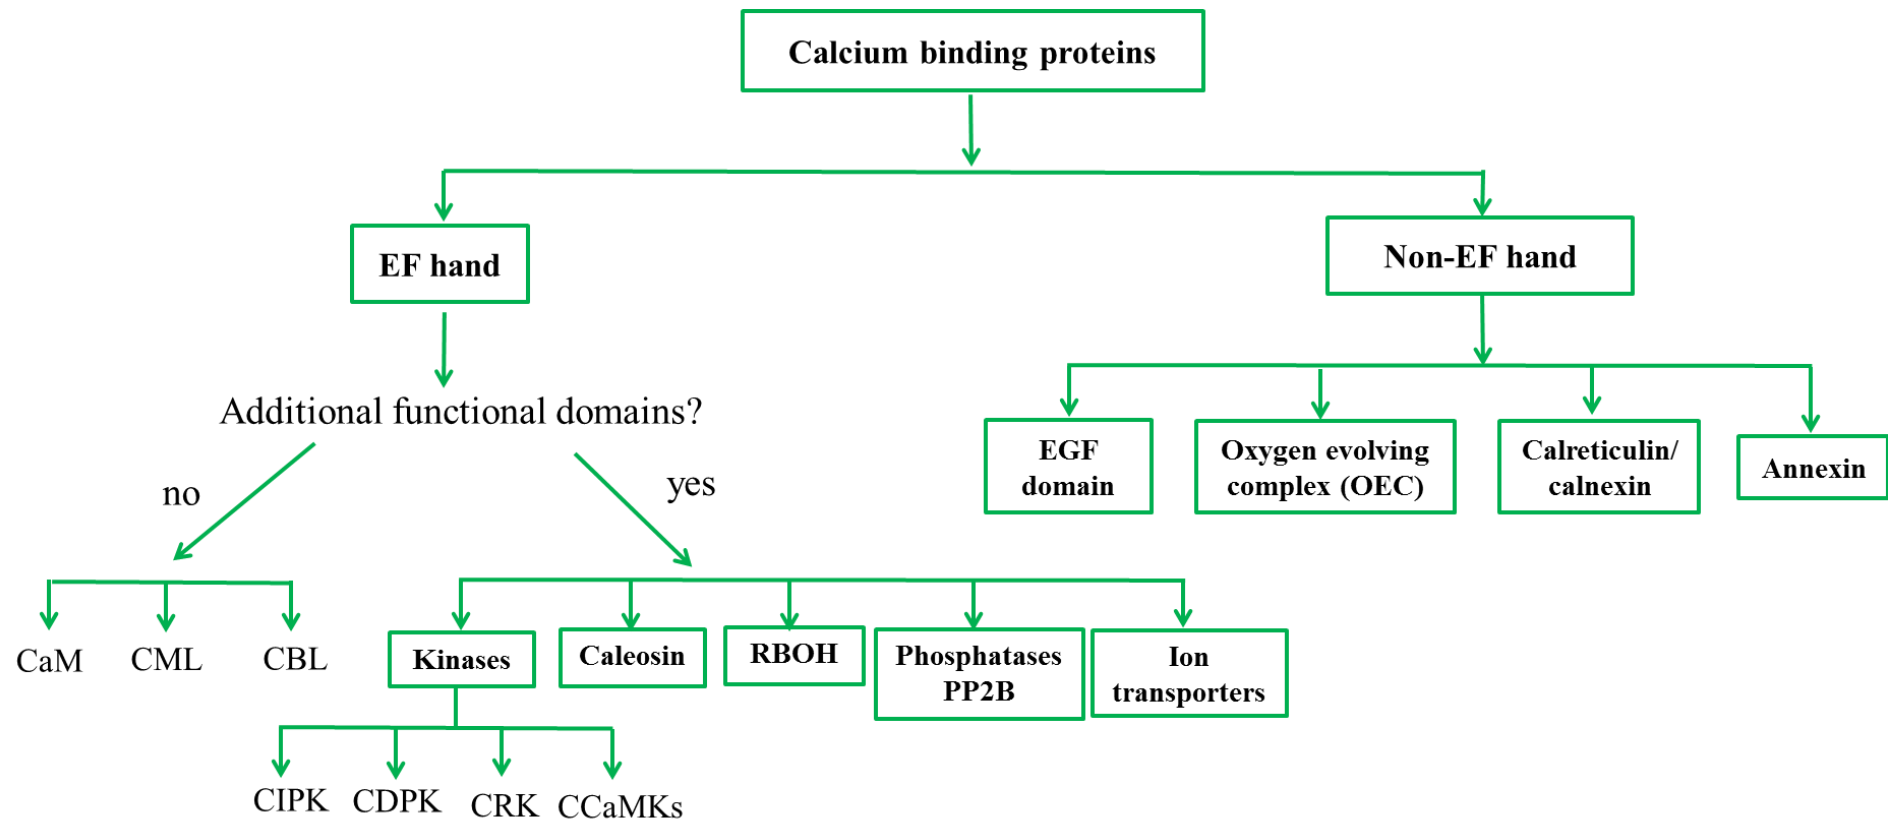 Calcium binding proteins
EF hand
Non-EF hand
Additional functional domains?
no
yes
EGF
domain
Oxygen evolving
complex (OEC)
Calreticulin/
calnexin
Annexin
CaM
CML
CBL
Kinases
Caleosin
RBOH
Phosphatases
PP2B
Ion
transporters
CIPK
CDPK
CRK
CCaMKs